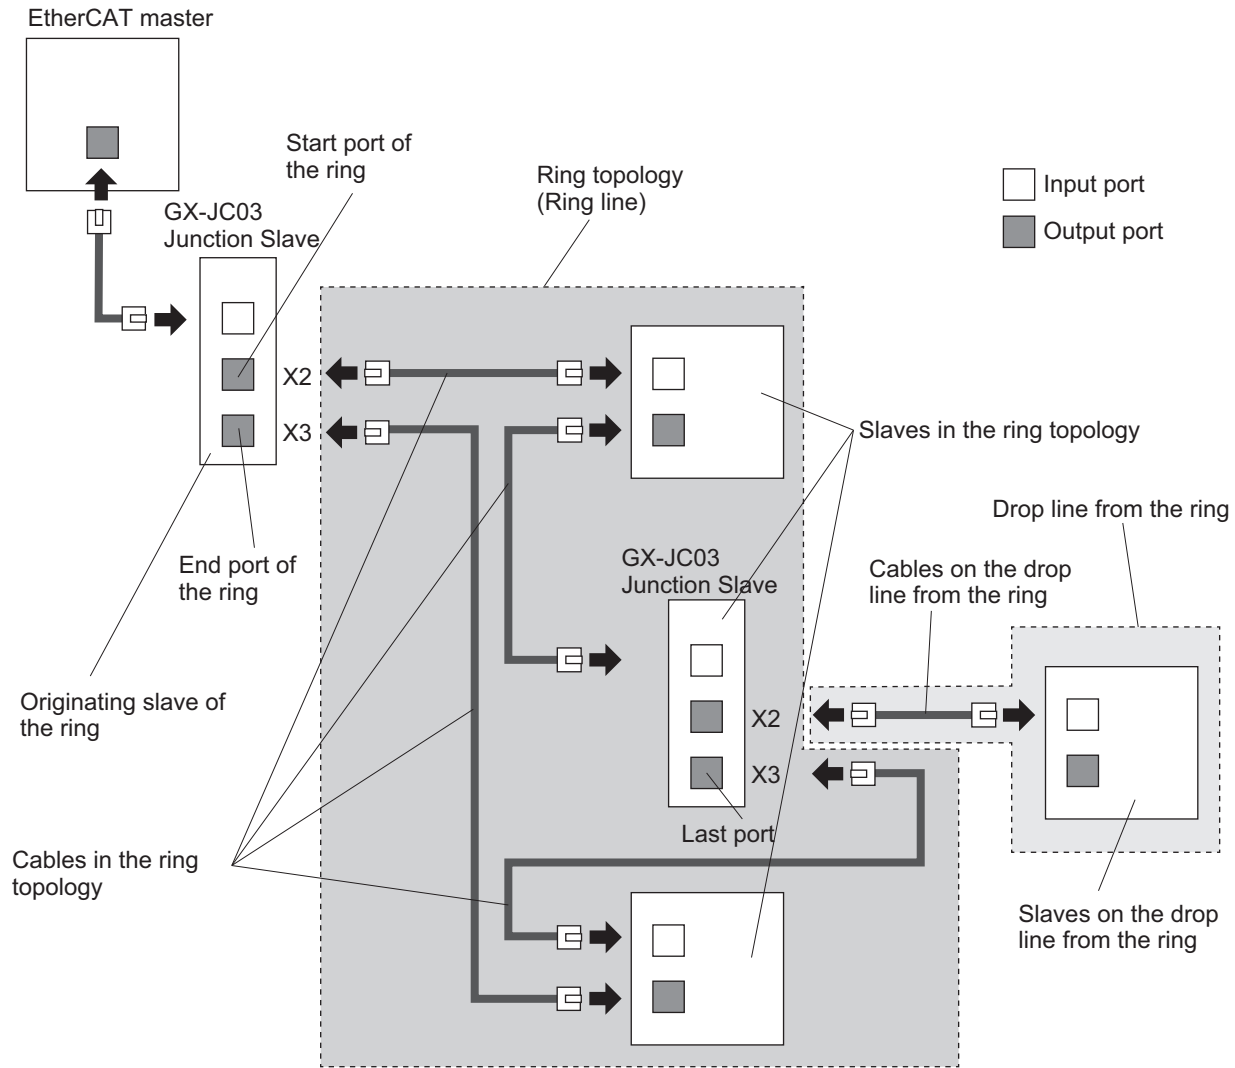 EtherCAT master
Start port of
the ring
Ring topology
(Ring line)
Input port
Output port
GX-JC03
Junction Slave
X2
X3
Slaves in the ring topology
Drop line from the ring
End port of
the ring
GX-JC03
Junction Slave
Cables on the drop
line from the ring
Originating slave of
the ring
X2
X3
Last port
Cables in the ring
topology
Slaves on the drop
line from the ring